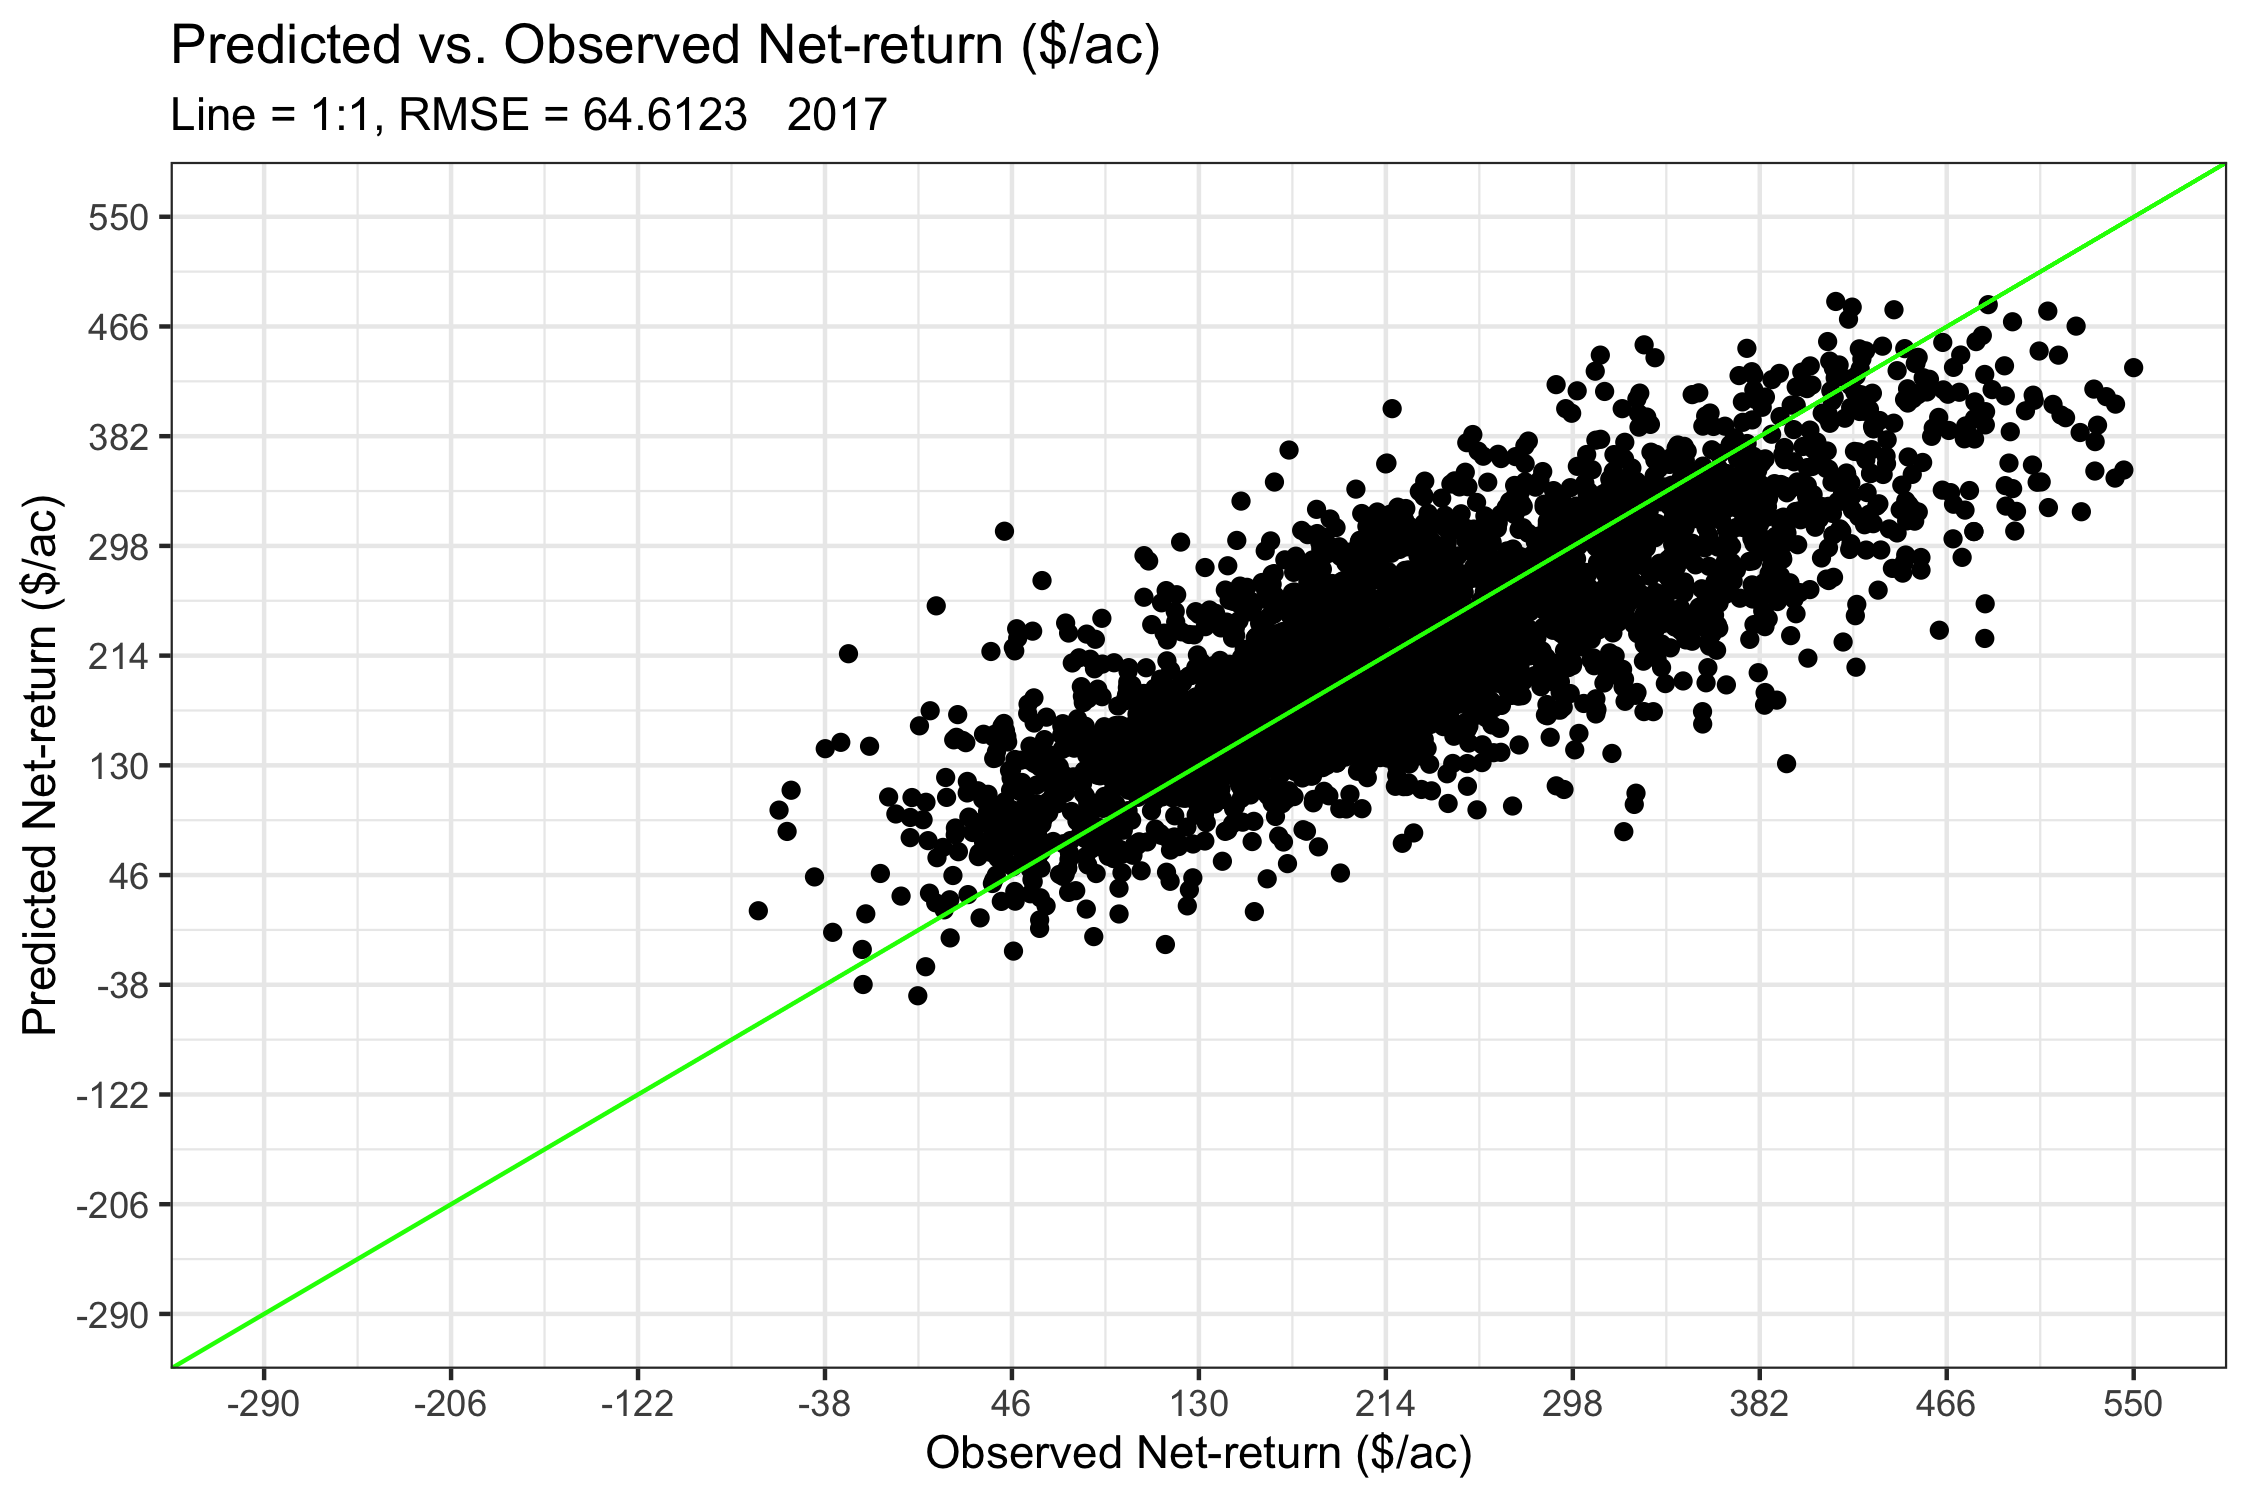 Predicted vs. Observed Net-return ($/ac)
Line = 1:1, RMSE = 64.6123   2017
Predicted Net-return ($/ac)
550
466
382
298
214
130
46
-38
-122
-206
-290
-290 -206 -122 -38 46 130 214 298 382 466 550
Observed Net-return ($/ac)